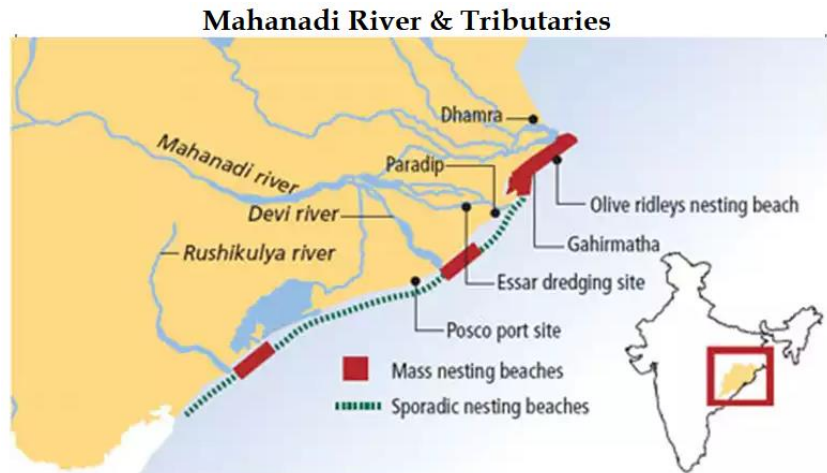 Mahanadi River & Tributaries
Dhamra
Mahanadi river
Paradip
Olive ridleys nesting beach
Devi river
Gahirmatha
Rushikulya river
Essar dredging site
Posco port site
Mass nesting beaches
Sporadic nesting beaches